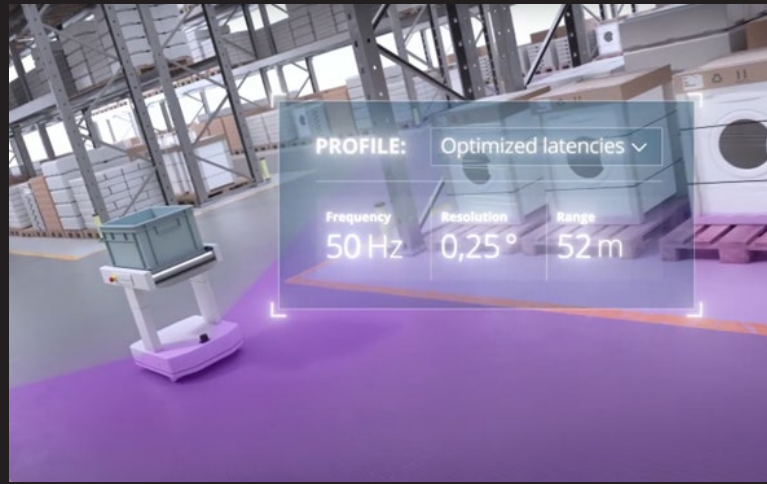 PROFILE: Optimized latencies
Frequency Resolution Range
50 Hz 0,25° 52 m